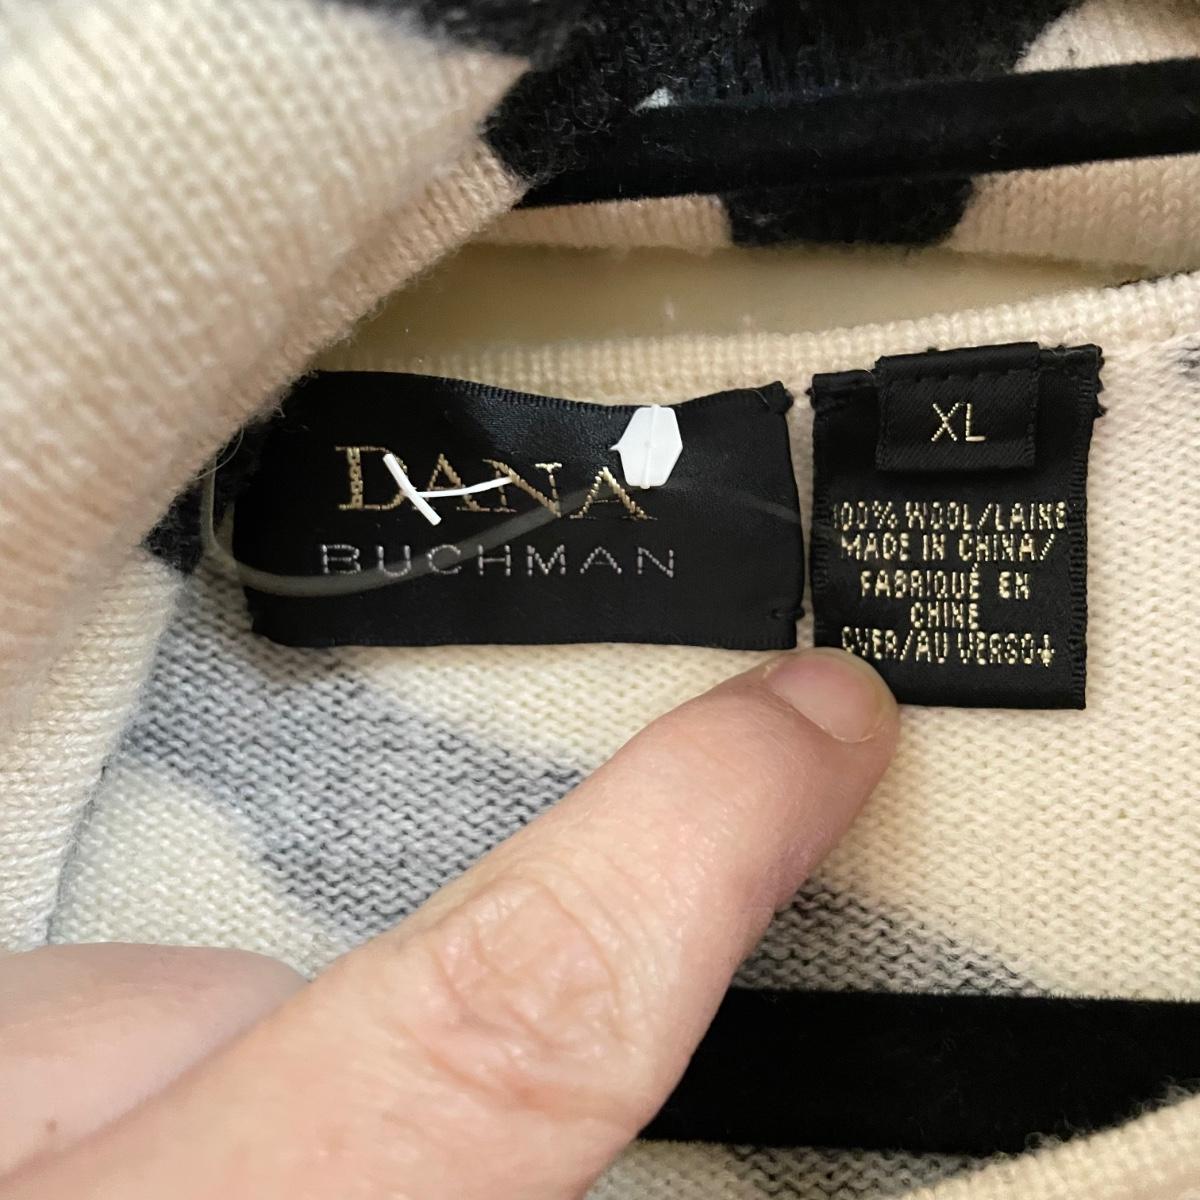 DANA
BUCHMAN
XL
100% WOOL/LAINE
MADE IN CHINA/
FABRIQUÉ EN
CHINE
OVER/AU VERSO↓